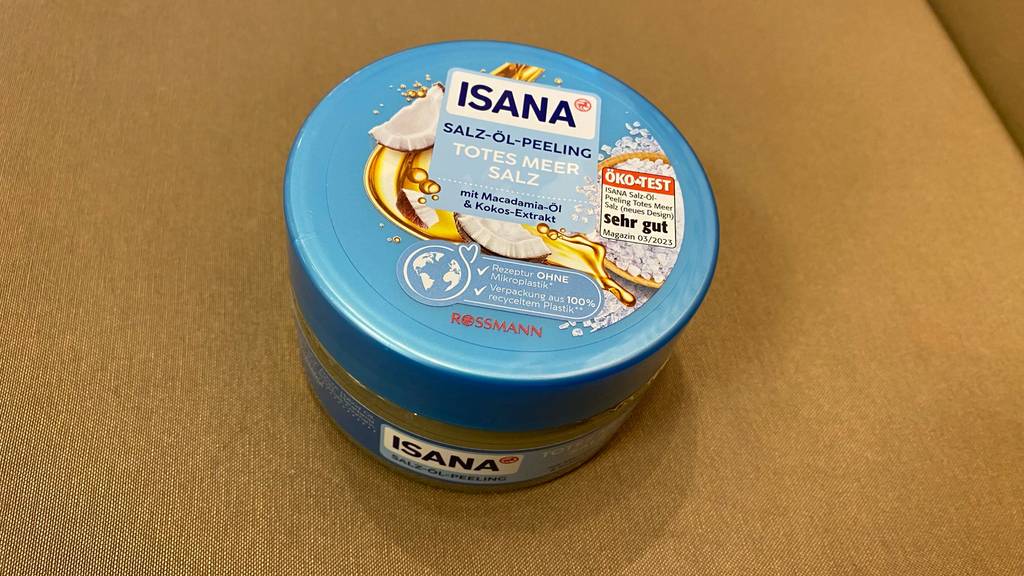 ISANA
SALZ-ÖL-PEELING
TOTES MEER
SALZ
mit Macadamia-Öl
& Kokos-Extrakt
ÖKO-TEST
ISANA Salz-Öl-
Peeling Totes Meer
Salz (neues Design)
sehr gut
Magazin 03/2023
Rezeptur OHNE
Mikroplastik*
Verpackung aus 100%
recyceltem Plastik**
ROSSMANN
ISANA
SALZ-ÖL-PEELING